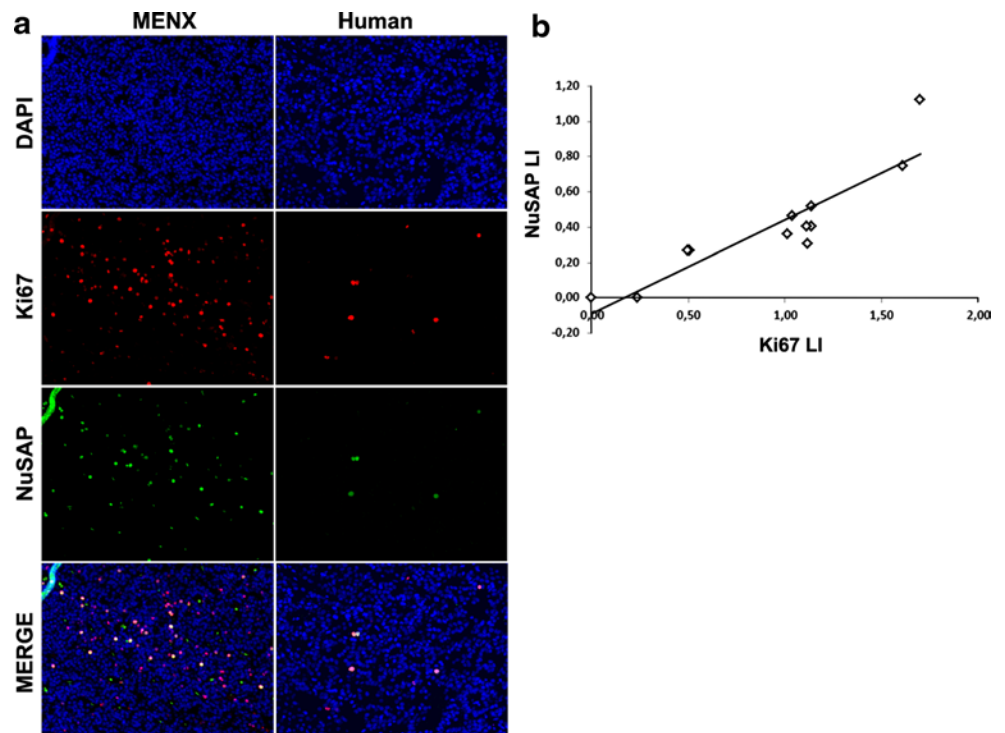 a
MENX
Human
DAPI
Ki67
NuSAP
MERGE
b
1,20
1,00
0,80
0,60
0,40
0,20
0,00
-0,20
NuSAP LI
0,00
0,50
1,00
1,50
2,00
Ki67 LI